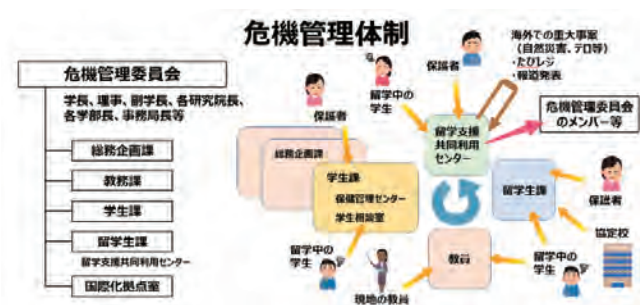 危機管理体制
危機管理委員会
学長、理事、副学長、各研究院長、
各学部長、事務局長等
総務企画課
教務課
学生課
留学生課
留学支援共同利用センター
国際化拠点室
保護者
留学中の
学生
保護者
海外での重大事案
（自然災害、テロ等）
・たびレジ
・報道発表
危機管理委員会
のメンバー等
留学支援
共同利用
センター
総務企画課
学生課
保健管理センター
学生相談室
留学生課
保護者
協定校
留学中の
学生
教員
留学中の
学生
現地の教員